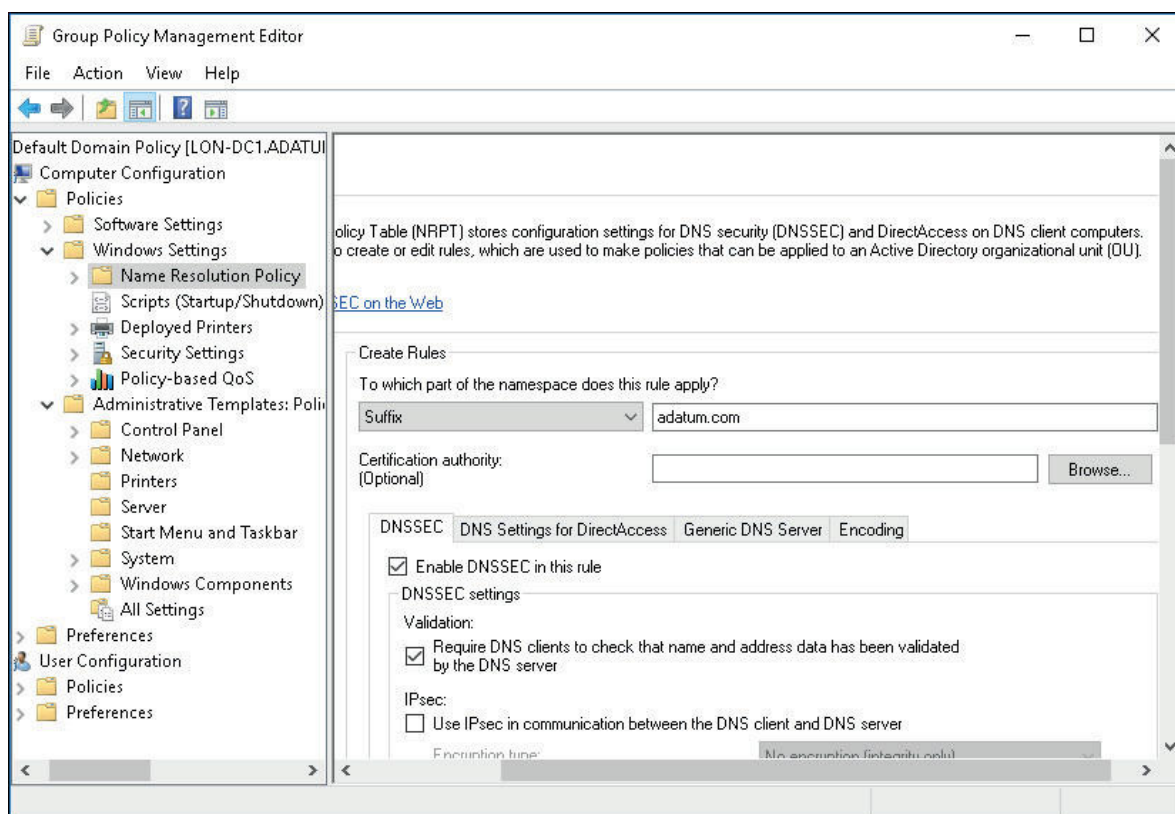 Group Policy Management Editor
File Action View Help
Default Domain Policy [LON-DC1.ADATUI
Computer Configuration
Policies
Software Settings
Windows Settings
Name Resolution Policy
Scripts (Startup/Shutdown)
Deployed Printers
Security Settings
Policy-based QoS
Administrative Templates: Poli
Control Panel
Network
Printers
Server
Start Menu and Taskbar
System
Windows Components
All Settings
Preferences
User Configuration
Policies
Preferences
olicy Table (NRPT) stores configuration settings for DNS security (DNSSEC) and DirectAccess on DNS client computers.
o create or edit rules, which are used to make policies that can be applied to an Active Directory organizational unit (OU).
SEC on the Web
Create Rules
To which part of the namespace does this rule apply?
Suffix adatum.com
Certification authority:
(Optional)
Browse...
DNSSEC DNS Settings for DirectAccess Generic DNS Server Encoding
Enable DNSSEC in this rule
DNSSEC settings
Validation:
Require DNS clients to check that name and address data has been validated
by the DNS server
IPsec:
Use IPsec in communication between the DNS client and DNS server
Encryption type: No encryption (integrity only)